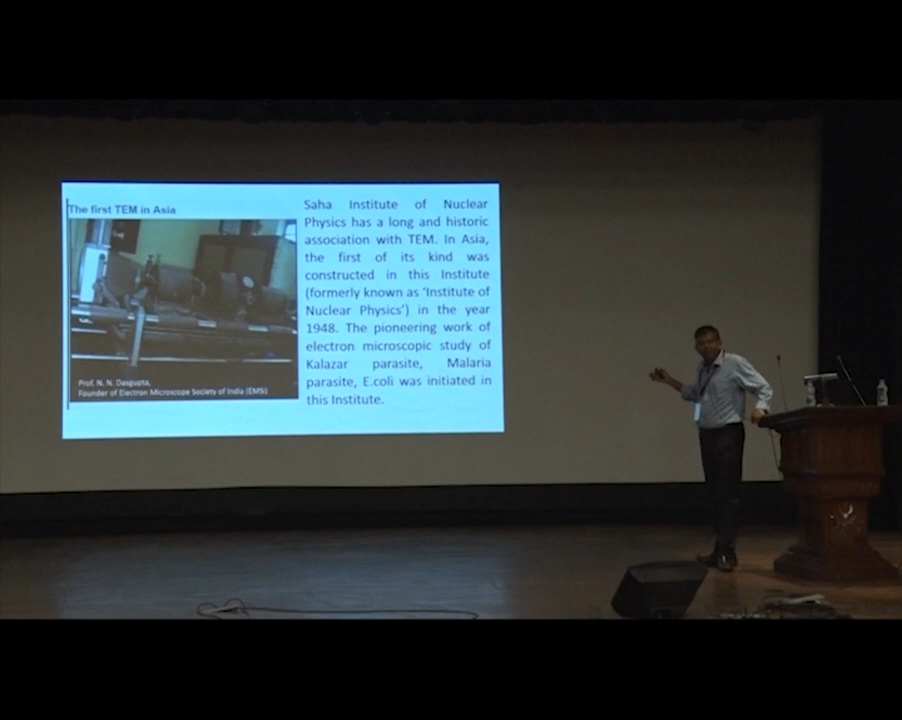 The first TEM in Asia
Prof. N. N. Dasgupta,
Founder of Electron Microscope Society of India (EMSI)
Saha Institute of Nuclear
Physics has a long and historic
association with TEM. In Asia,
the first of its kind was
constructed in this Institute
(formerly known as 'Institute of
Nuclear Physics') in the year
1948. The pioneering work of
electron microscopic study of
Kalazar parasite, Malaria
parasite, E.coli was initiated in
this Institute.